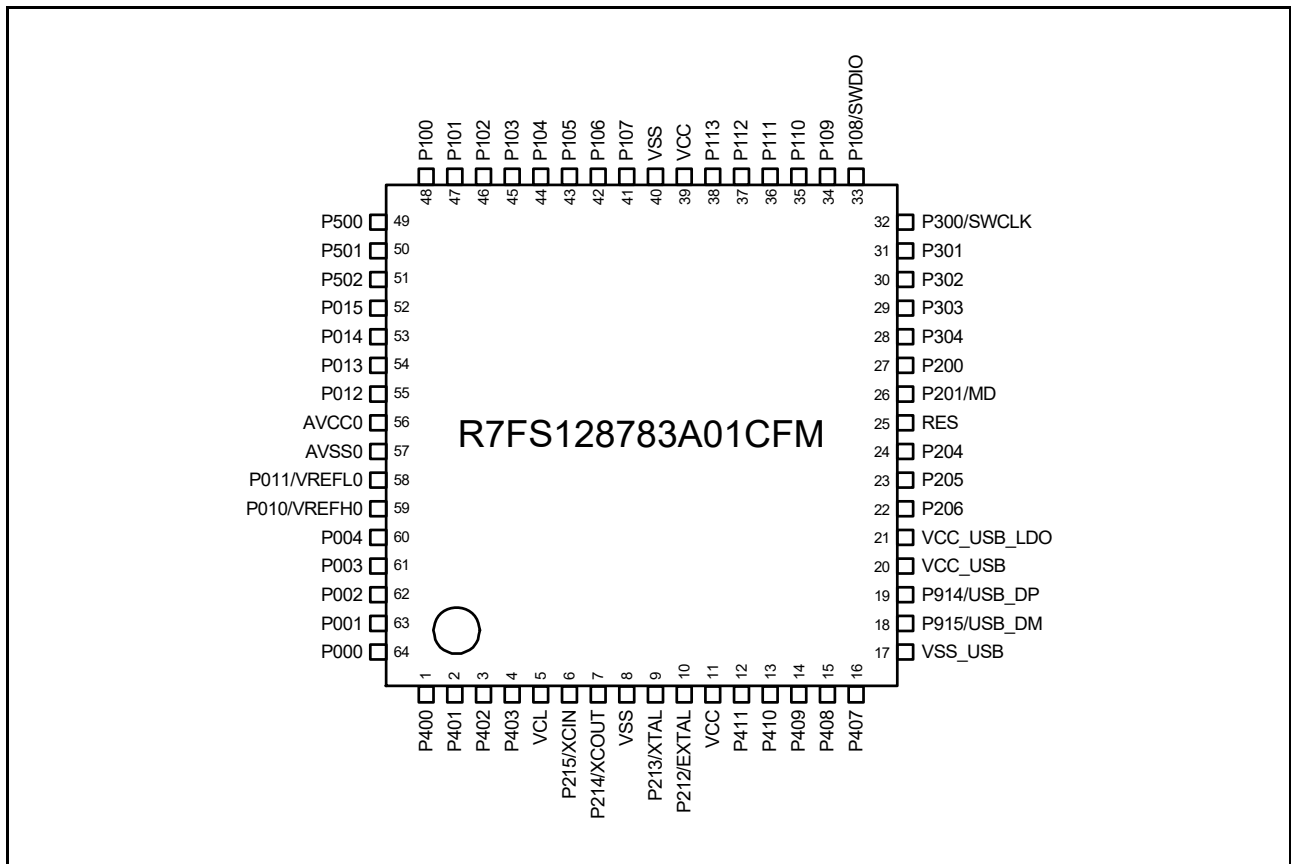 P100
P101
P102
P103
P104
P105
P106
P107
VSS
VCC
P113
P112
P111
P110
P109
P108/SWDIO
48
47
46
45
44
43
42
41
40
39
38
37
36
35
34
33
P500 49
P501 50
P502 51
P015 52
P014 53
P013 54
P012 55
AVCC0 56
AVSS0 57
P011/VREFL0 58
P010/VREFH0 59
P004 60
P003 61
P002 62
P001 63
P000 64
R7FS128783A01CFM
32 P300/SWCLK
31 P301
30 P302
29 P303
28 P304
27 P200
26 P201/MD
25 RES
24 P204
23 P205
22 P206
21 VCC_USB_LDO
20 VCC_USB
19 P914/USB_DP
18 P915/USB_DM
17 VSS_USB
1
2
3
4
5
6
7
8
9
10
11
12
13
14
15
16
P400
P401
P402
P403
VCL
P215/XCIN
P214/XCOUT
VSS
P213/XTAL
P212/EXTAL
VCC
P411
P410
P409
P408
P407